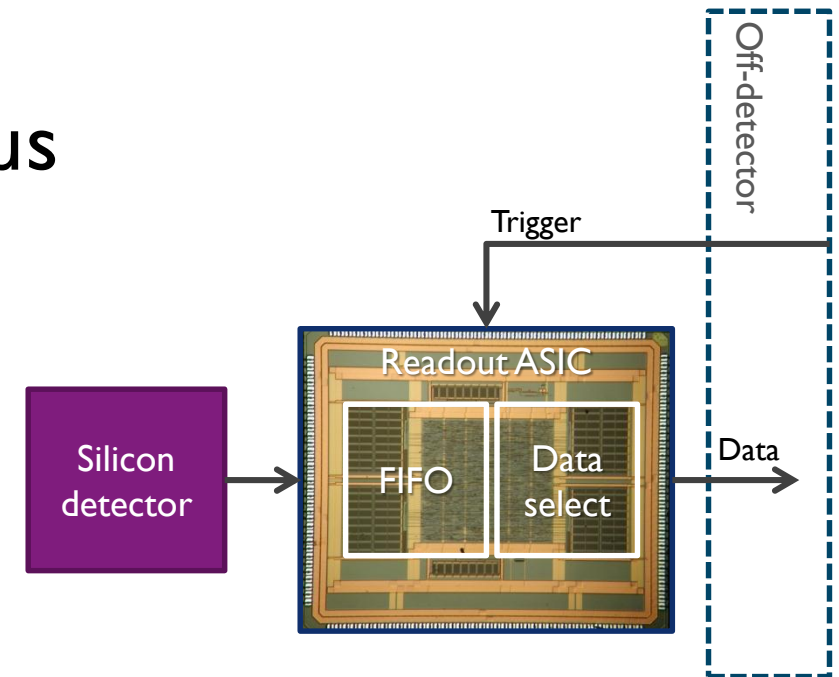 us
Off-detector
Trigger
Readout ASIC
Silicon
detector
FIFO
Data
select
Data